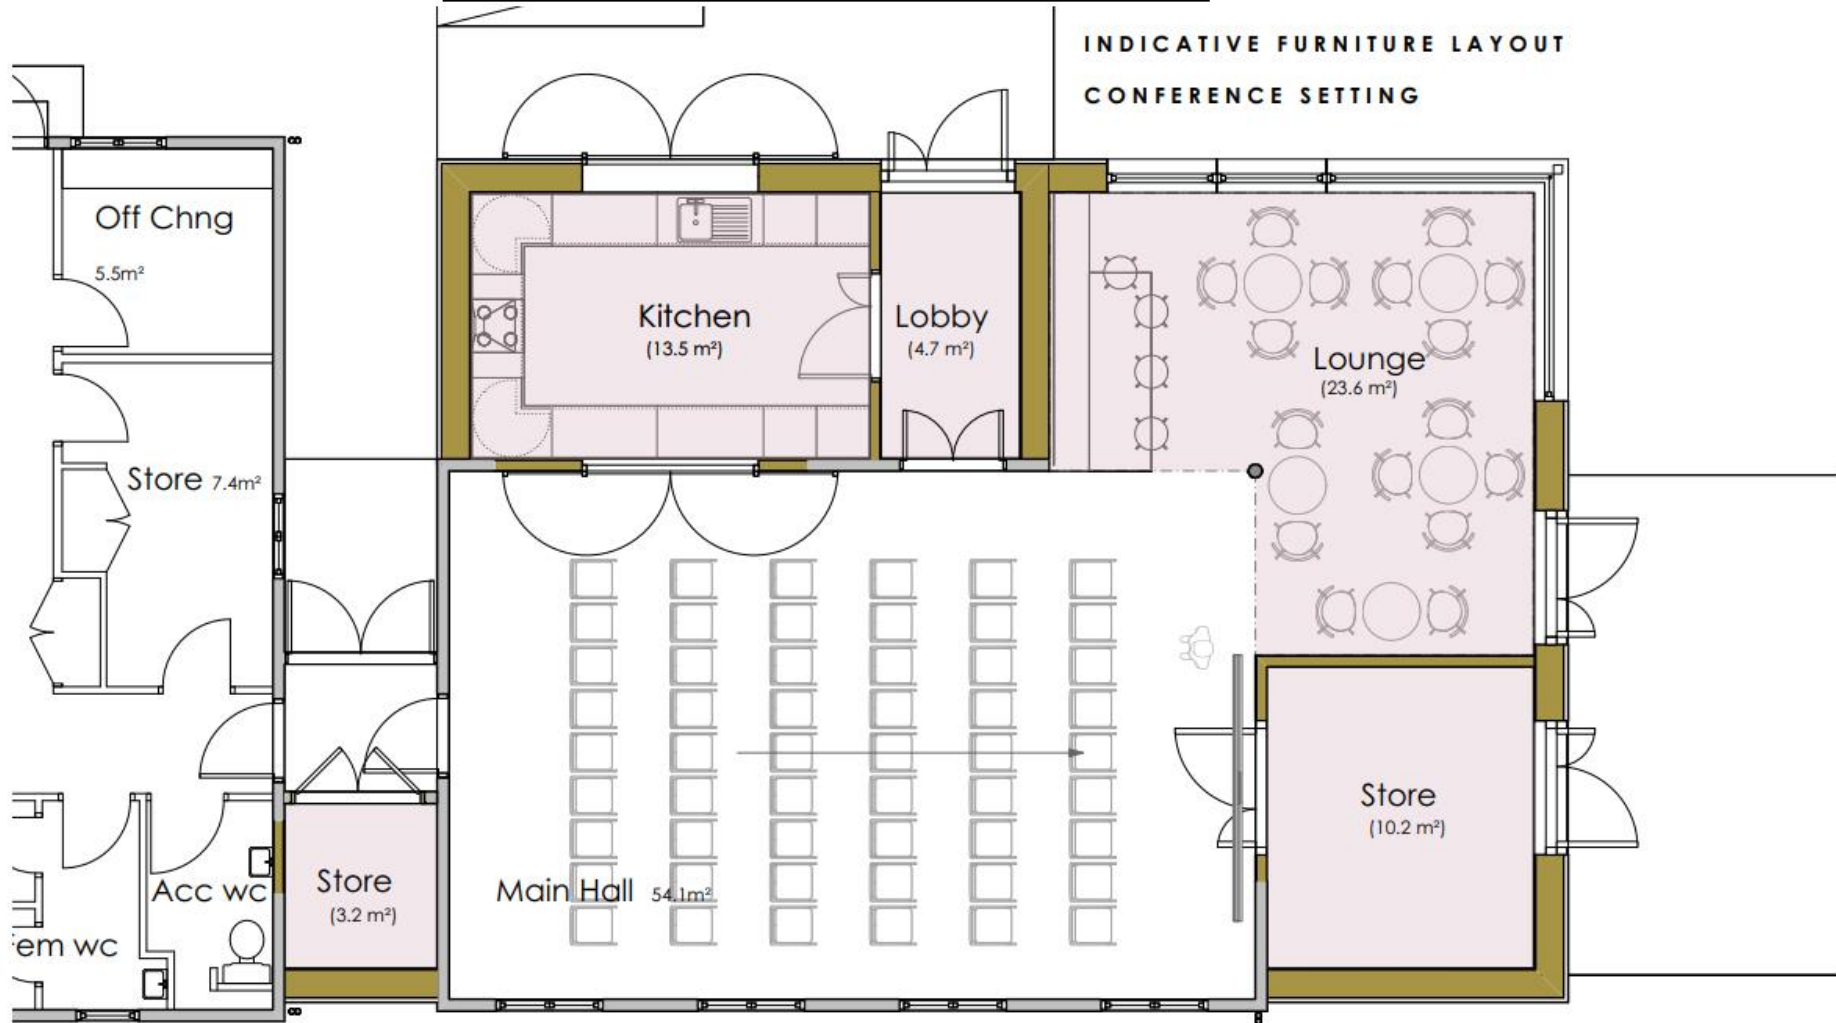 INDICATIVE FURNITURE LAYOUT
CONFERENCE SETTING
Off Chng
5.5m²
Kitchen
(13.5 m²)
Lobby
(4.7 m²)
Lounge
(23.6 m²)
Store 7.4m²
Store
(10.2 m²)
Acc wc
Store
(3.2 m²)
Main Hall 54.1m²
em wc